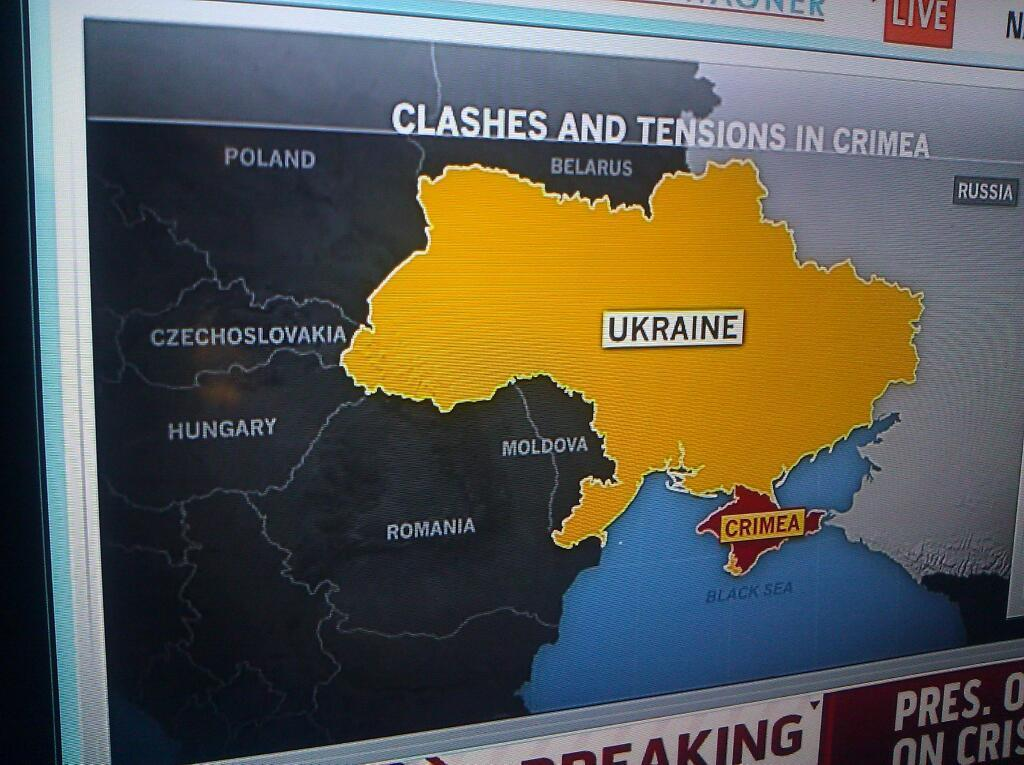 LIVE
CLASHES AND TENSIONS IN CRIMEA
POLAND
BELARUS
RUSSIA
CZECHOSLOVAKIA
UKRAINE
HUNGARY
MOLDOVA
ROMANIA
CRIMEA
BLACK SEA
BREAKING
PRES. O
ON CRIS